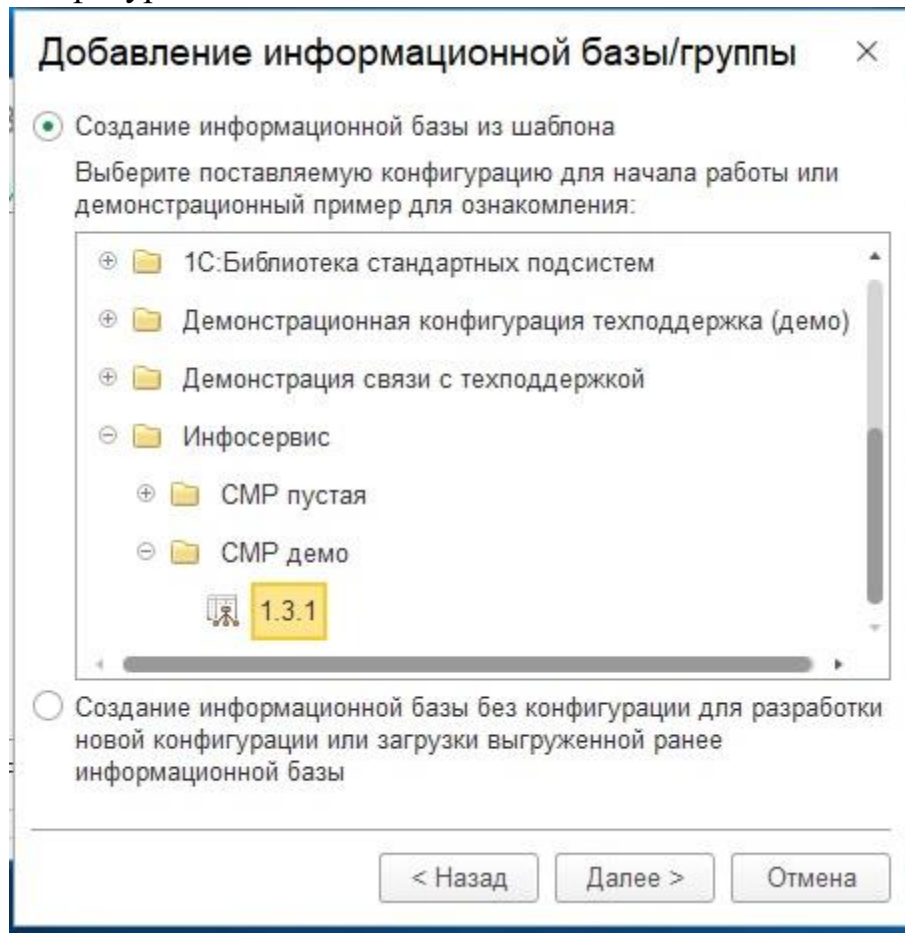 Добавление информационной базы/группы
Создание информационной базы из шаблона
Выберите поставляемую конфигурацию для начала работы или
демонстрационный пример для ознакомления:
1С:Библиотека стандартных подсистем
Демонстрационная конфигурация техподдержка (демо)
Демонстрация связи с техподдержкой
Инфосервис
СМР пустая
СМР демо
1.3.1
Создание информационной базы без конфигурации для разработки
новой конфигурации или загрузки выгруженной ранее
информационной базы
< Назад
Далее >
Отмена